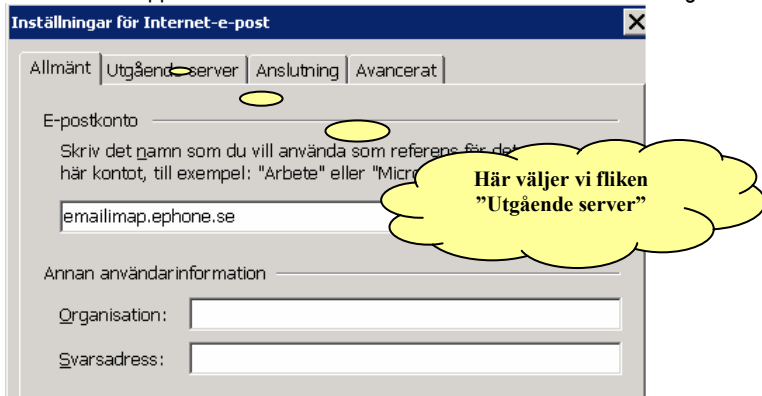 Inställningar för Internet-e-post
Allmänt Utgående server Anslutning Avancerat
E-postkonto
Skriv det namn som du vill använda som referens för det
här kontot, till exempel: "Arbete" eller
Här väljer vi fliken
”Utgående server”
emailimap.ephone.se
Annan användarinformation
Organisation:
Svarsadress: